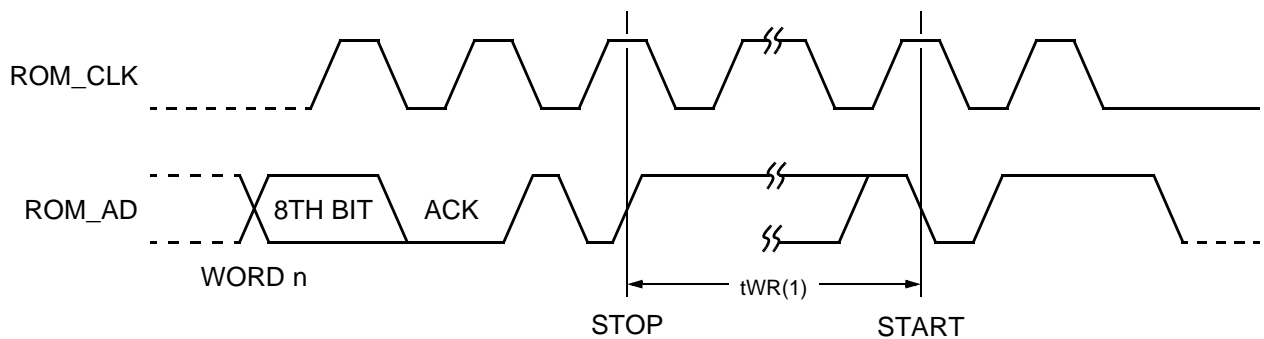 ROM_CLK
ROM_AD
8TH BIT
ACK
WORD n
tWR(1)
STOP
START